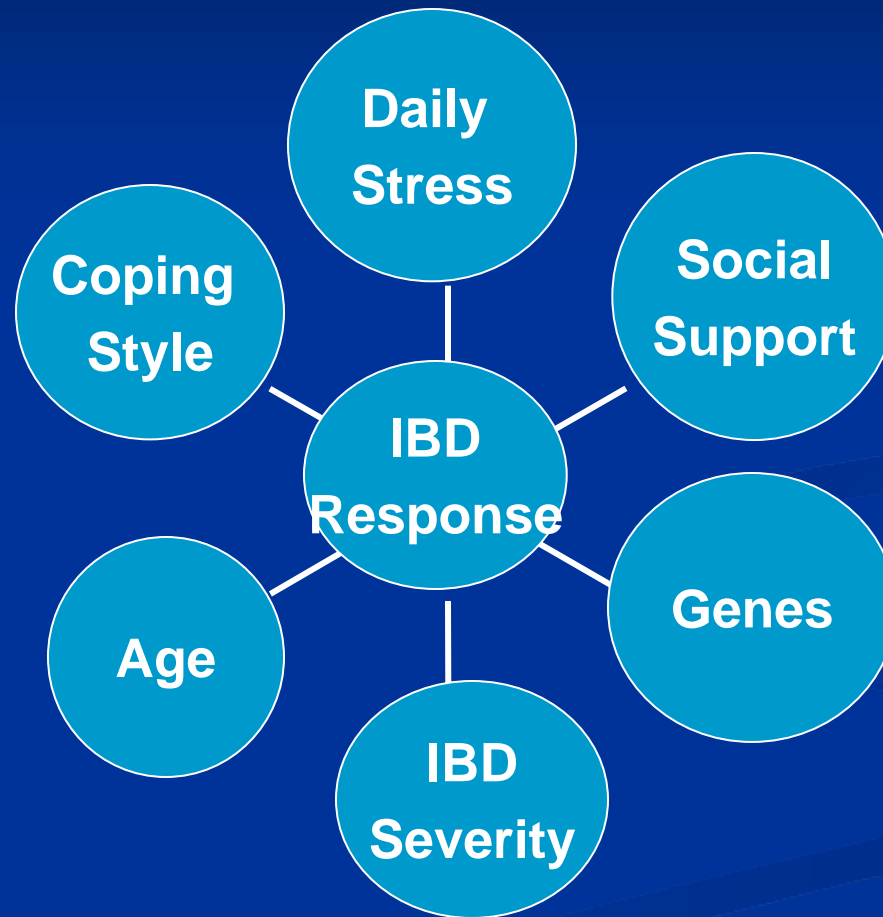 Daily
Stress
Coping
Style
Social
Support
IBD
Response
Age
Genes
IBD
Severity